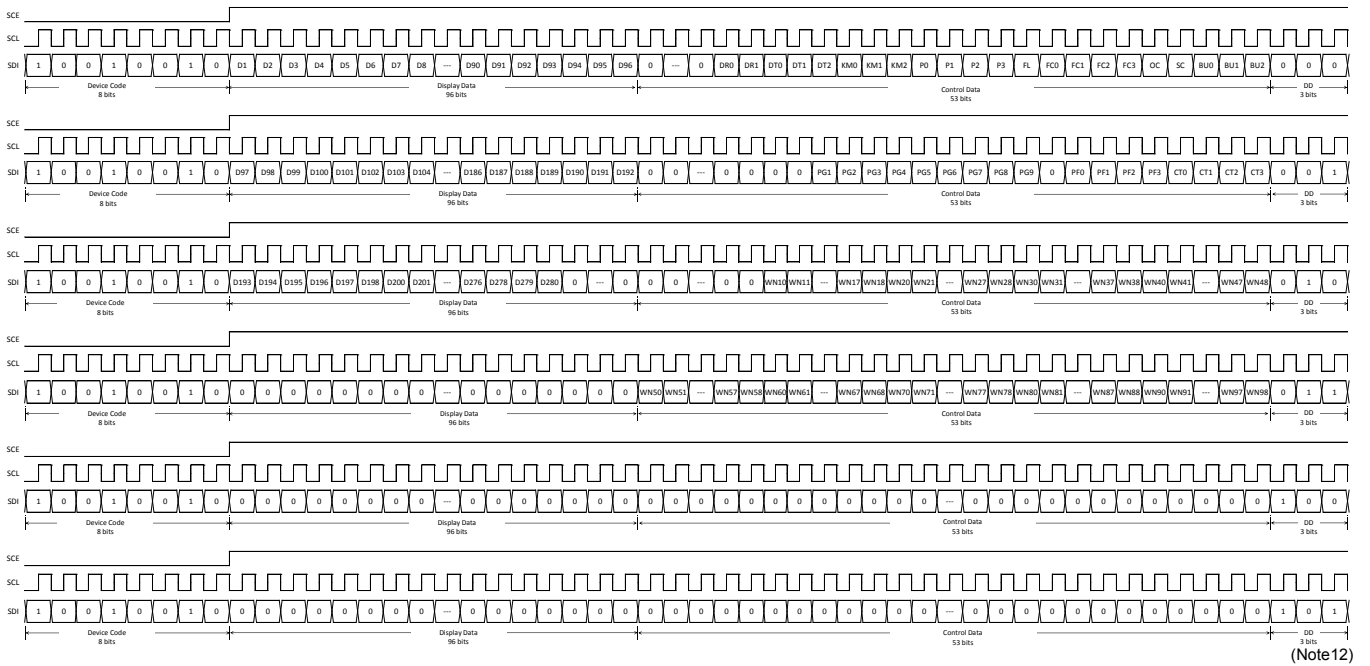 SCE
SCL
SDI 1 0 0 1 0 0 1 0 D1 D2 D3 D4 D5 D6 D7 D8 --- D90 D91 D92 D93 D94 D95 D96 0 --- 0 DR0 DR1 DT0 DT1 DT2 KM0 KM1 KM2 P0 P1 P2 P3 FL FC0 FC1 FC2 FC3 OC SC BU0 BU1 BU2 0 0 0
Device Code Display Data Control Data DD
8 bits 96 bits 53 bits 3 bits
SCE
SCL
SDI 1 0 0 1 0 0 1 0 D97 D98 D99 D100 D101 D102 D103 D104 --- D186 D187 D188 D189 D190 D191 D192 0 0 --- 0 0 0 0 PG1 PG2 PG3 PG4 PG5 PG6 PG7 PG8 PG9 0 PF0 PF1 PF2 PF3 CT0 CT1 CT2 CT3 0 0 1
Device Code Display Data Control Data DD
8 bits 96 bits 53 bits 3 bits
SCE
SCL
SDI 1 0 0 1 0 0 1 0 D193 D194 D195 D196 D197 D198 D200 D201 --- D276 D278 D279 D280 0 --- 0 0 0 --- 0 0 WN10 WN11 --- WN17 WN18 WN20 WN21 --- WN27 WN28 WN30 WN31 --- WN37 WN38 WN40 WN41 --- WN47 WN48 0 1 0
Device Code Display Data Control Data DD
8 bits 96 bits 53 bits 3 bits
SCE
SCL
SDI 1 0 0 1 0 0 1 0 0 0 0 0 0 0 0 0 --- 0 0 0 0 0 0 0 WN50 WN51 --- WN57 WN58 WN60 WN61 --- WN67 WN68 WN70 WN71 --- WN77 WN78 WN80 WN81 --- WN87 WN88 WN90 WN91 --- WN97 WN98 0 1 1
Device Code Display Data Control Data DD
8 bits 96 bits 53 bits 3 bits
SCE
SCL
SDI 1 0 0 1 0 0 1 0 0 0 0 0 0 0 0 0 --- 0 0 0 0 0 0 0 0 0 0 0 0 0 0 0 0 0 0 0 --- 0 0 0 0 0 0 0 0 0 0 0 0 1 0 0
Device Code Display Data Control Data DD
8 bits 96 bits 53 bits 3 bits
SCE
SCL
SDI 1 0 0 1 0 0 1 0 0 0 0 0 0 0 0 0 --- 0 0 0 0 0 0 0 0 0 0 0 0 0 0 0 0 0 0 0 --- 0 0 0 0 0 0 0 0 0 0 0 0 1 0 1
Device Code Display Data Control Data DD
8 bits 96 bits 53 bits 3 bits
(Note12)